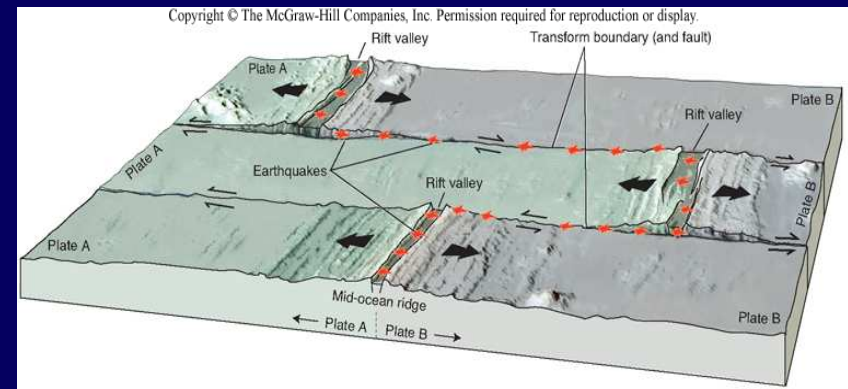 Copyright © The McGraw-Hill Companies, Inc. Permission required for reproduction or display.
Rift valley
Transform boundary (and fault)
Plate A
Plate B
Rift valley
Plate A
Earthquakes
Rift valley
Plate B
Plate A
Mid-ocean ridge
Plate B
Plate A
Plate B